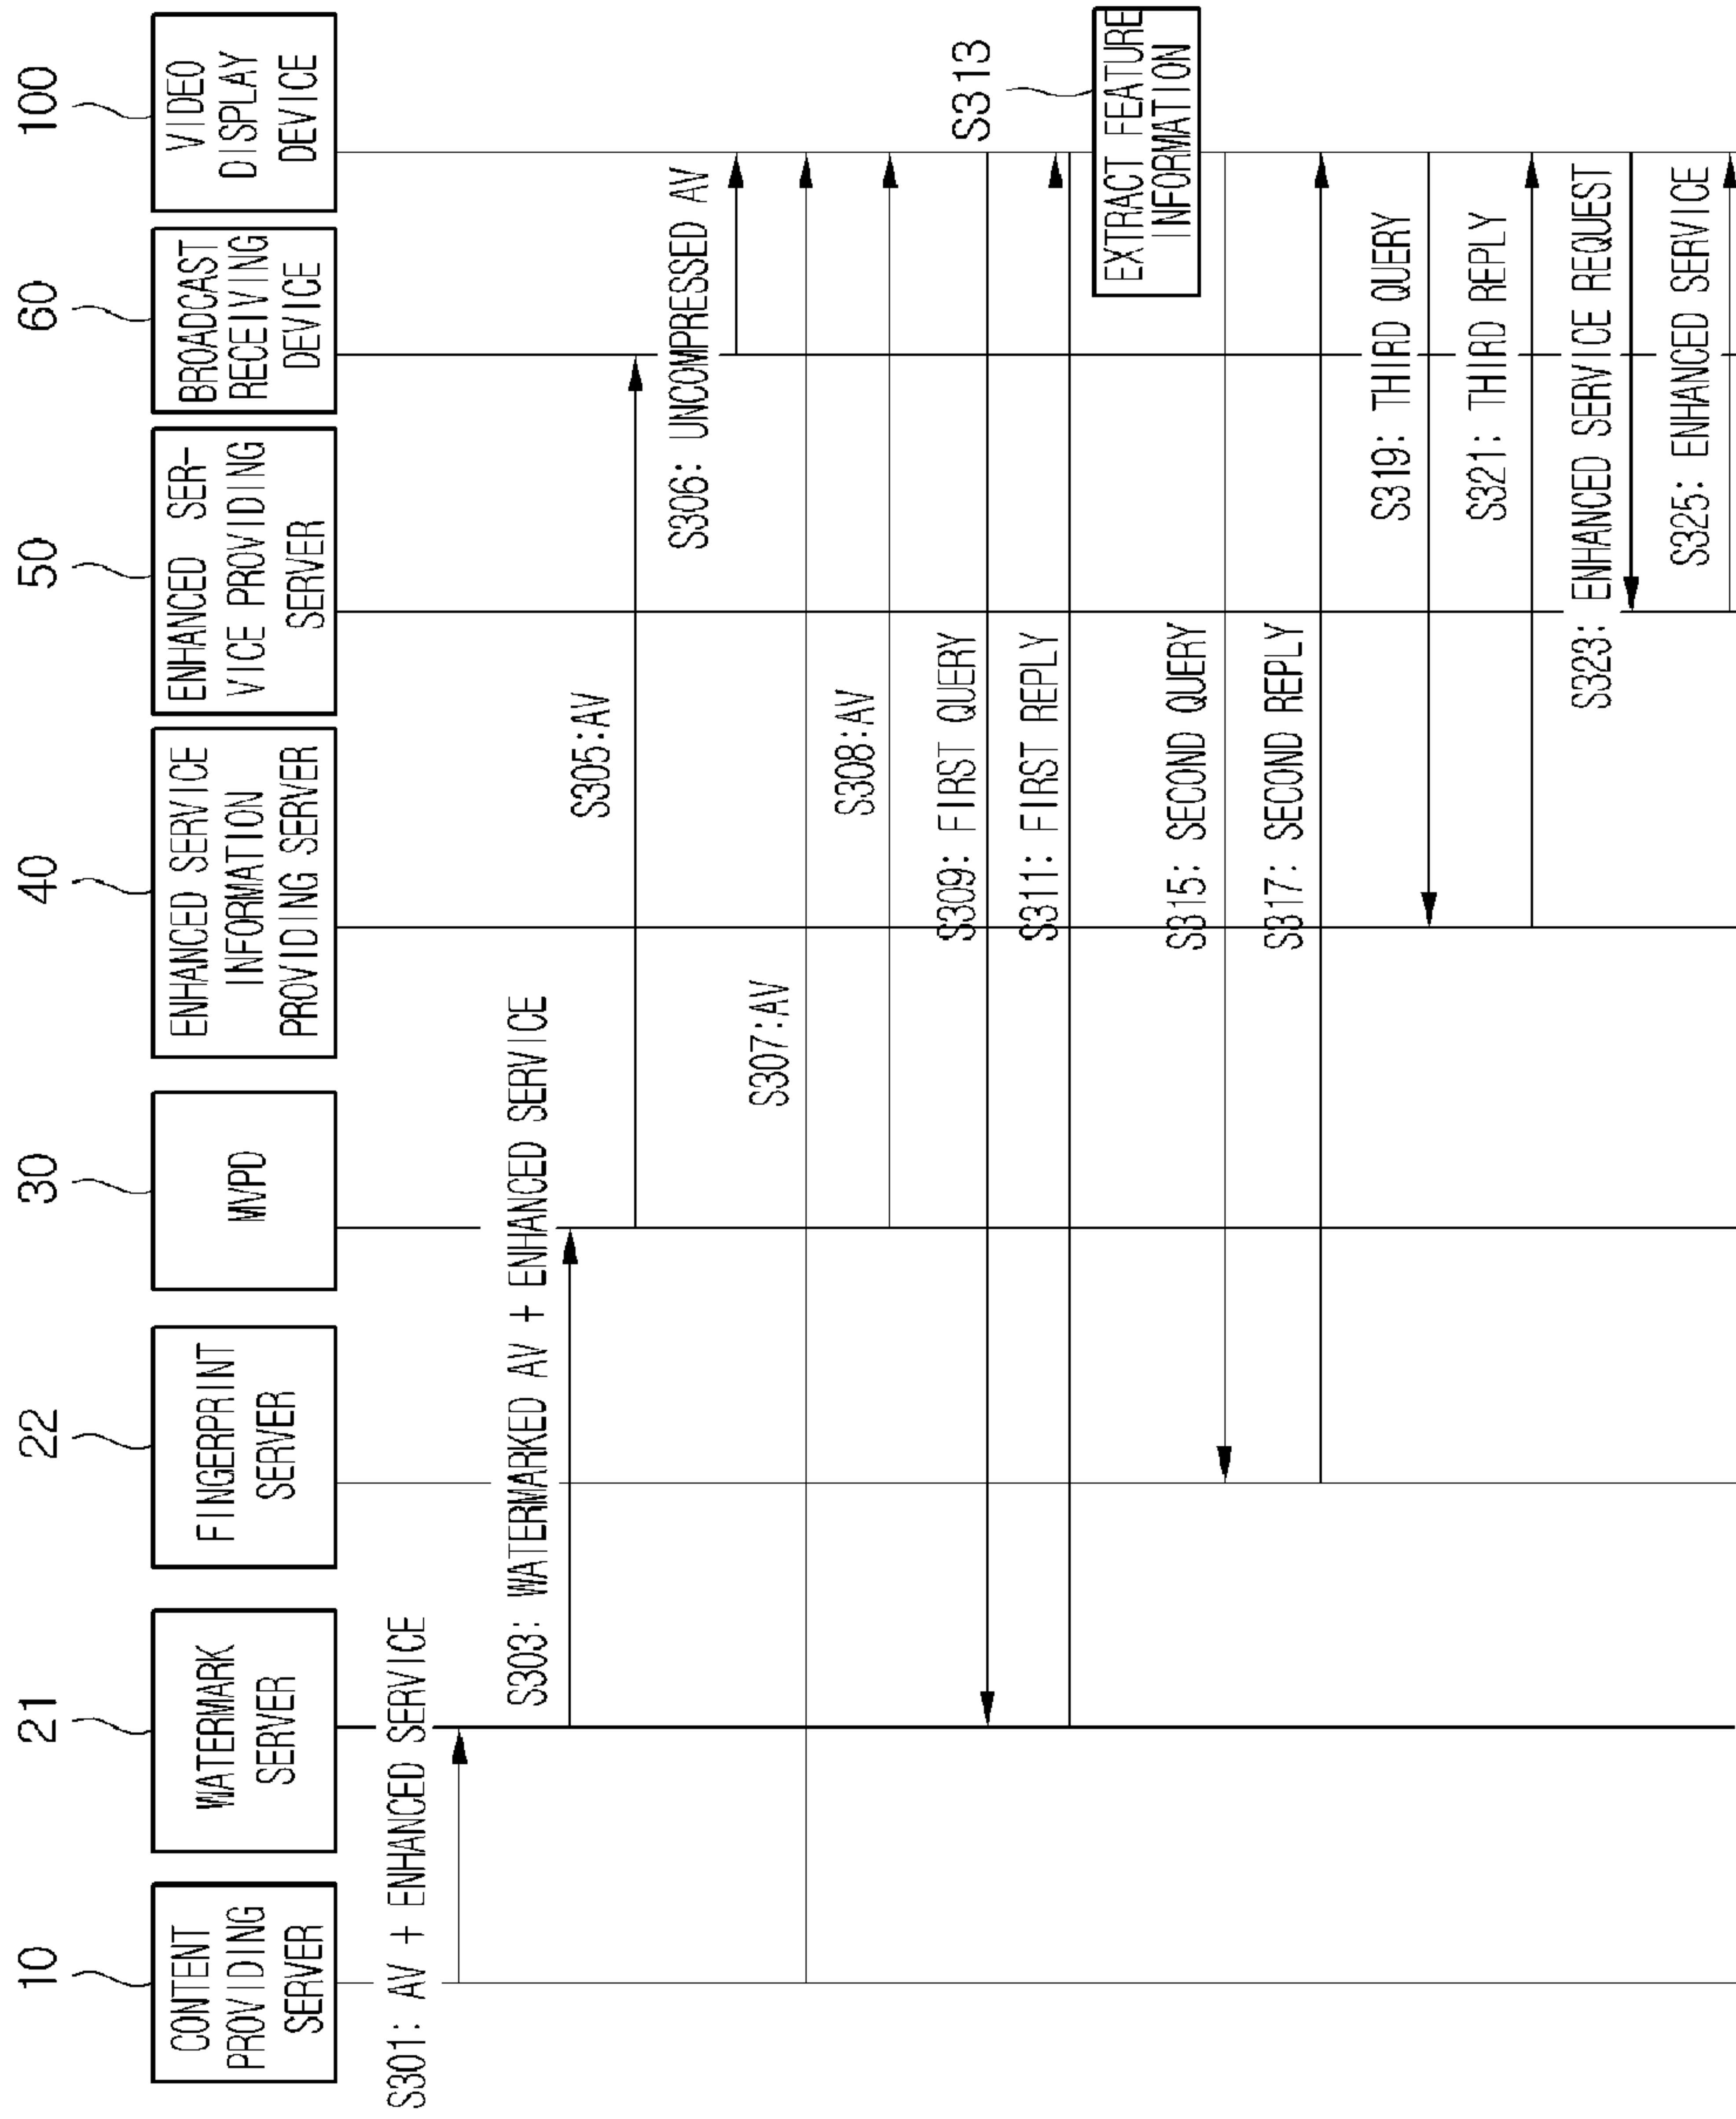 10
21
22
30
40
50
60
100
CONTENT
PROVIDING
SERVER
WATERMARK
SERVER
FINGERPRINT
SERVER
MVPD
ENHANCED SERVICE
INFORMATION
PROVIDING SERVER
ENHANCED SER-
VICE PROVIDING
SERVER
BROADCAST
RECEIVING
DEVICE
VIDEO
DISPLAY
DEVICE
S301: AV + ENHANCED SERVICE
S303: WATERMARKED AV + ENHANCED SERVICE
S305:AV
S306: UNCOMPRESSED AV
S307:AV
S308:AV
S309: FIRST QUERY
S311: FIRST REPLY
S313
EXTRACT FEATURE
INFORMATION
S315: SECOND QUERY
S317: SECOND REPLY
S319: THIRD QUERY
S321: THIRD REPLY
S323: ENHANCED SERVICE REQUEST
S325: ENHANCED SERVICE